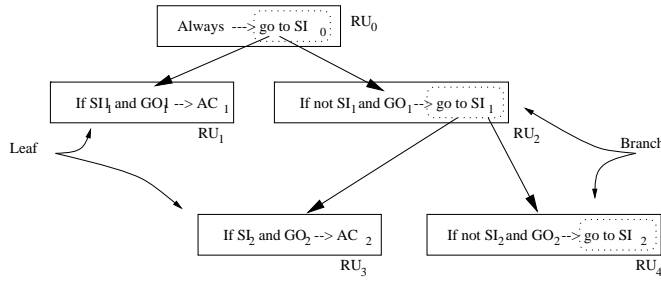 Always ---> go to SI 0
RU0
If SI1 and GO1 --> AC 1
RU1
If not SI1 and GO1 --> go to SI 1
RU2
Leaf
Branch
If SI2 and GO2 --> AC 2
RU3
If not SI2 and GO2 --> go to SI 2
RU4